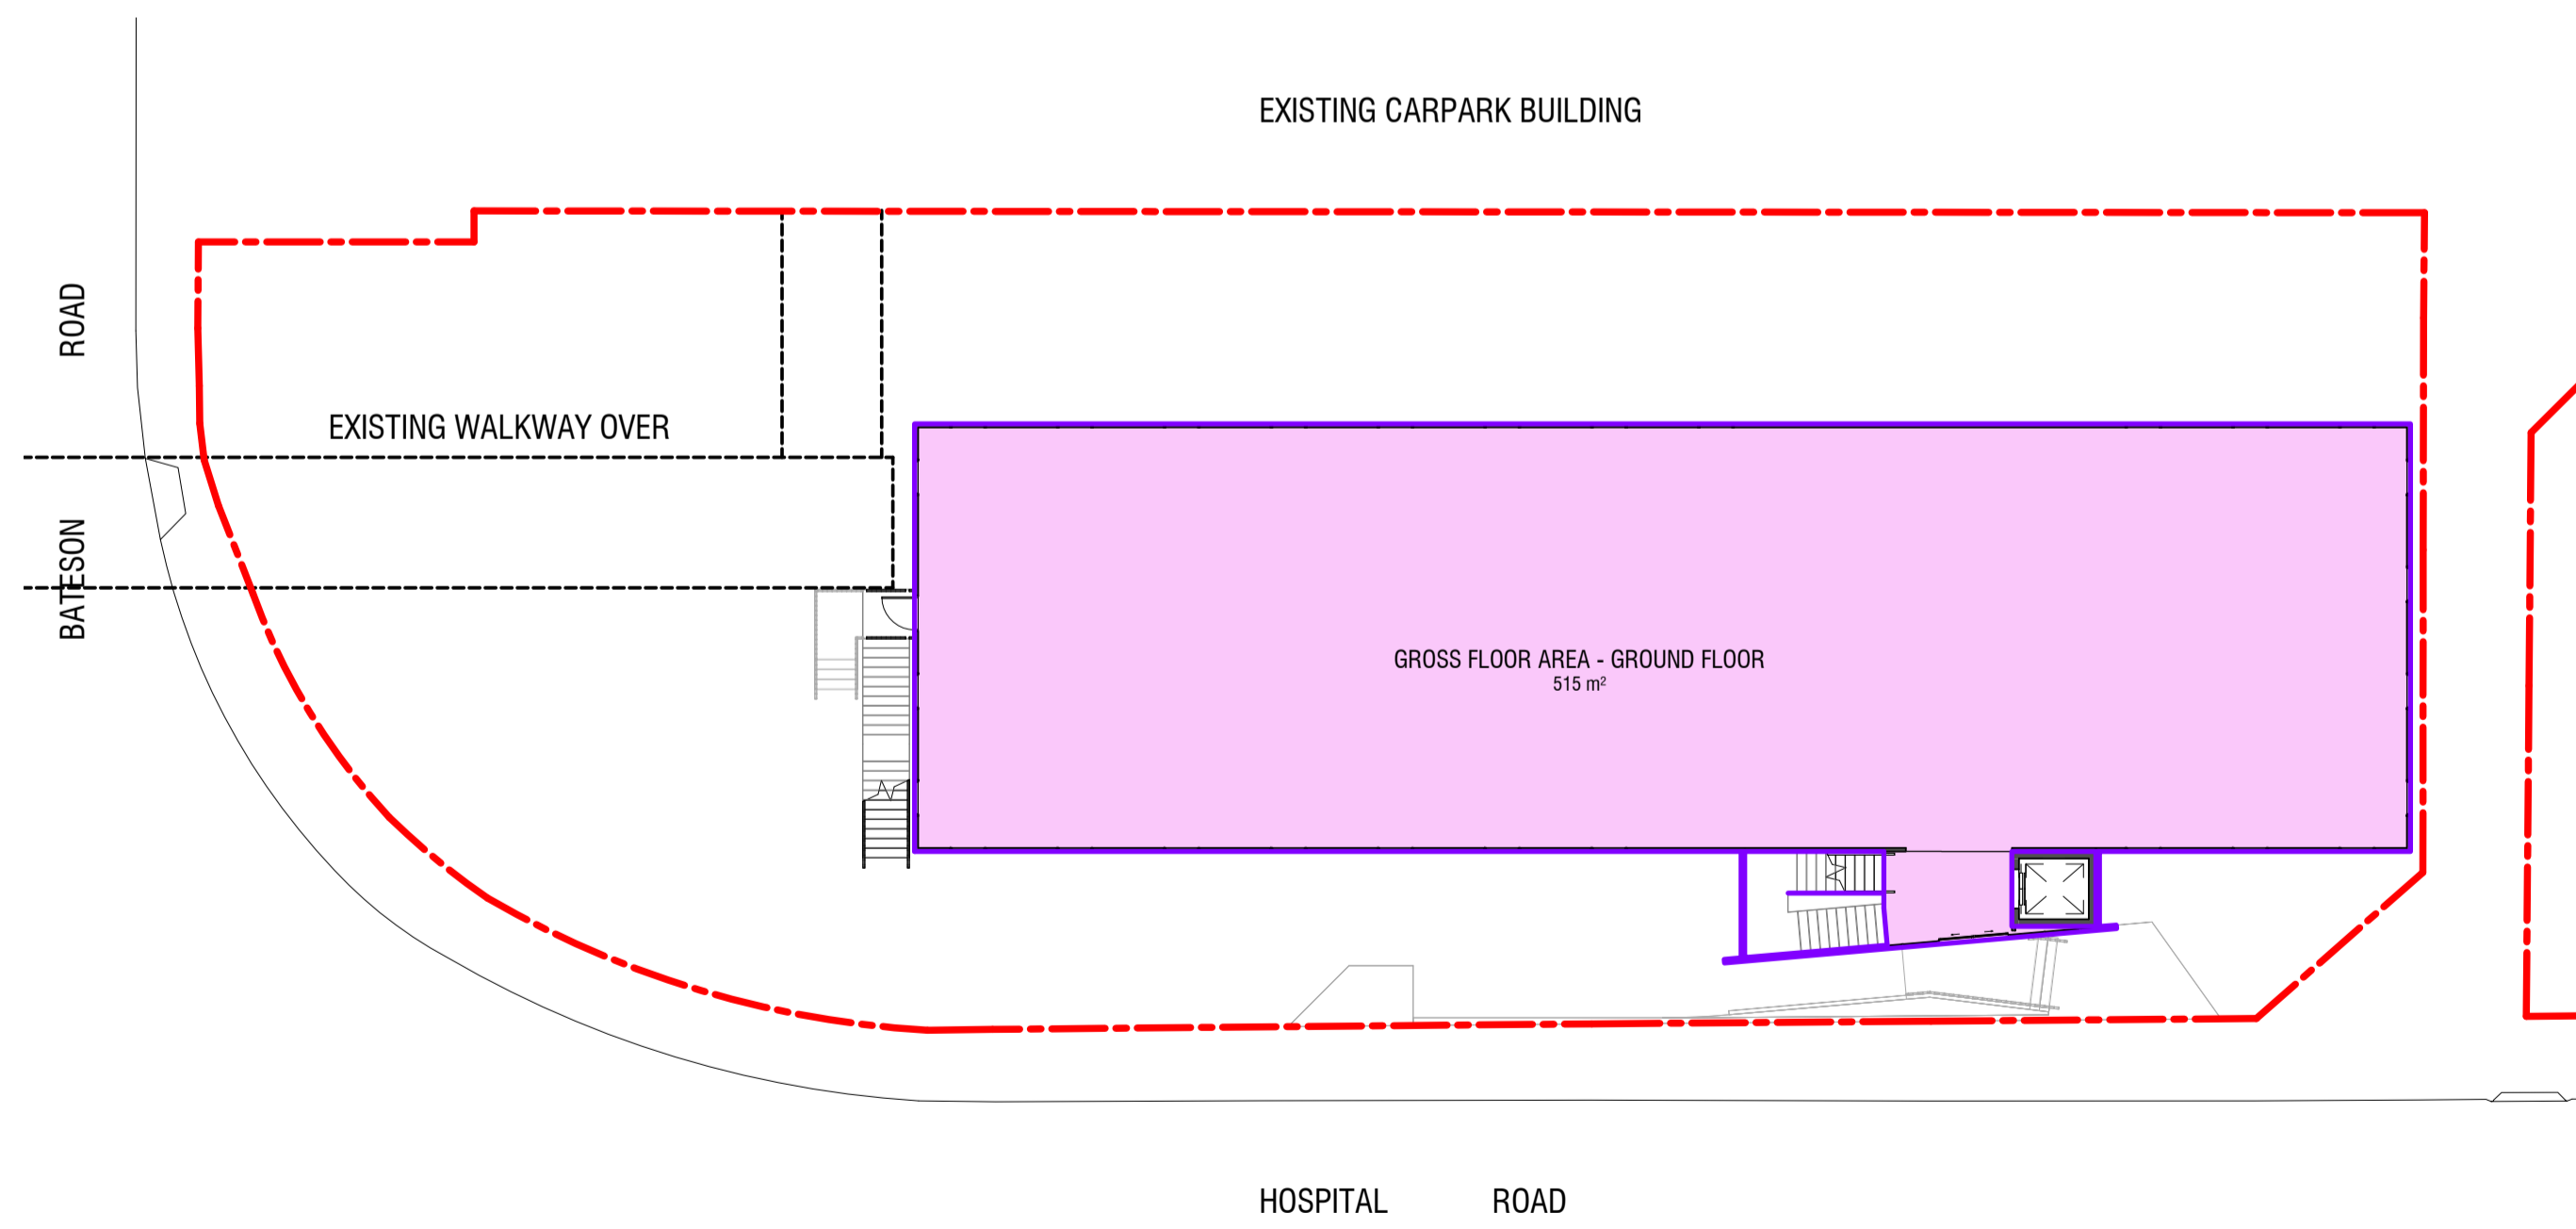 EXISTING CARPARK BUILDING
ROAD
EXISTING WALKWAY OVER
BATESON
GROSS FLOOR AREA - GROUND FLOOR
515 m²
HOSPITAL ROAD